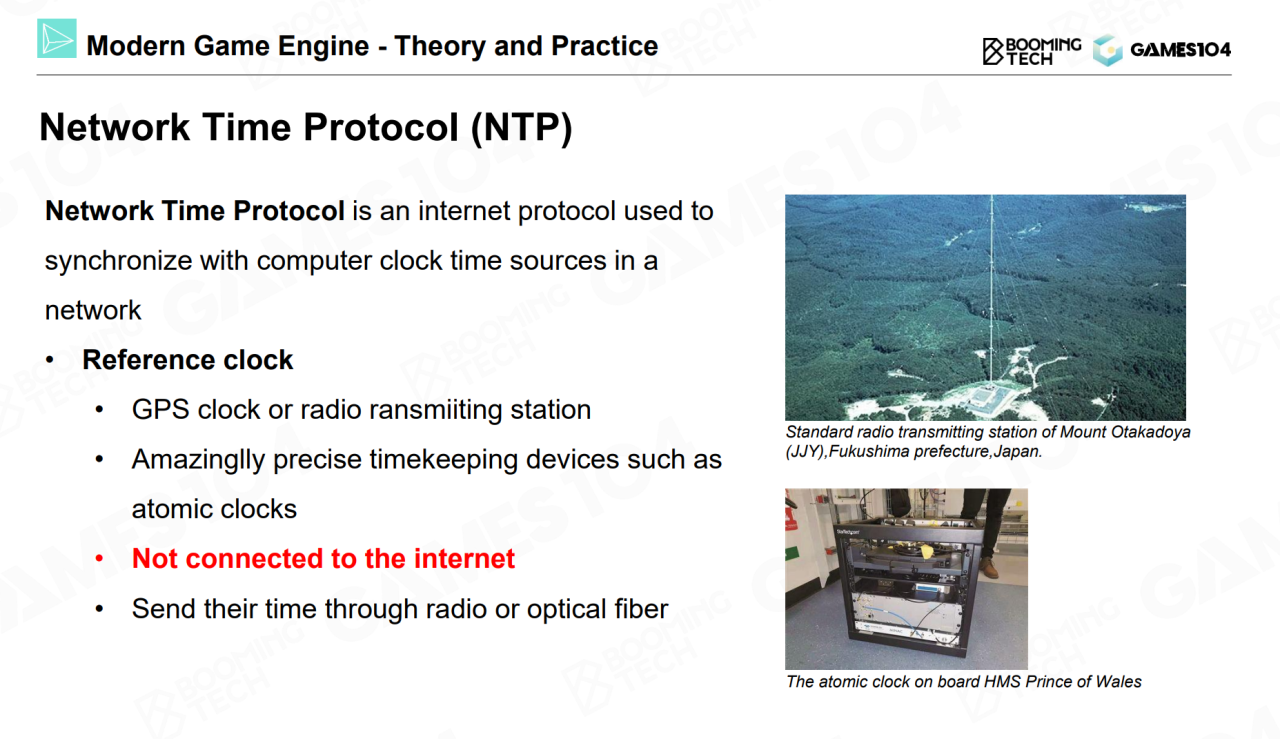 Modern Game Engine - Theory and Practice
BOOMING
TECH
GAMES104
Network Time Protocol (NTP)
Network Time Protocol is an internet protocol used to
synchronize with computer clock time sources in a
network
• Reference clock
• GPS clock or radio ransmiiting station
• Amazinglly precise timekeeping devices such as
atomic clocks
• Not connected to the internet
• Send their time through radio or optical fiber
Standard radio transmitting station of Mount Otakadoya
(JJY),Fukushima prefecture,Japan.
The atomic clock on board HMS Prince of Wales